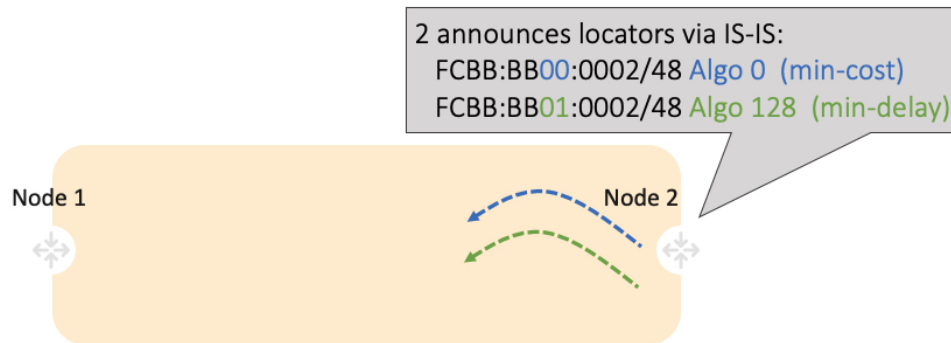 2 announces locators via IS-IS:
FCBB:BB00:0002/48 Algo 0 (min-cost)
FCBB:BB01:0002/48 Algo 128 (min-delay)
Node 1
Node 2